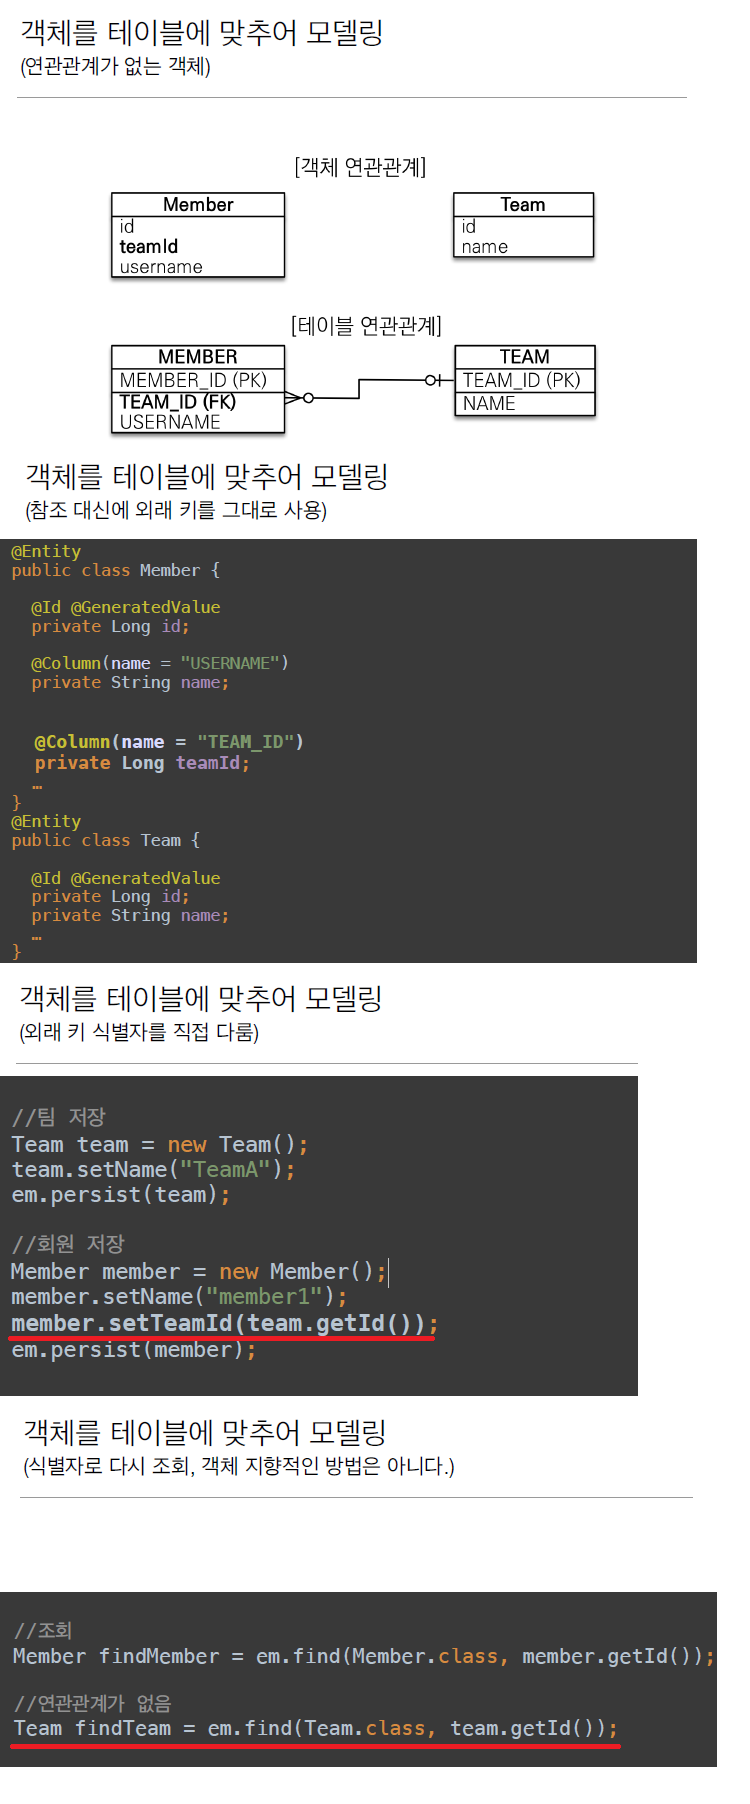 객체를 테이블에 맞추어 모델링
(연관관계가 없는 객체)
[객체 연관관계]
Member
id
teamId
username
Team
id
name
[테이블 연관관계]
MEMBER
MEMBER_ID (PK)
TEAM_ID (FK)
USERNAME
TEAM
TEAM_ID (PK)
NAME
객체를 테이블에 맞추어 모델링
(참조 대신에 외래 키를 그대로 사용)
@Entity
public class Member {
@Id @GeneratedValue
private Long id;
@Column(name = "USERNAME")
private String name;
@Column(name = "TEAM_ID")
private Long teamId;
…
}
@Entity
public class Team {
@Id @GeneratedValue
private Long id;
private String name;
…
}
객체를 테이블에 맞추어 모델링
(외래 키 식별자를 직접 다룸)
//팀 저장
Team team = new Team();
team.setName("TeamA");
em.persist(team);
//회원 저장
Member member = new Member();
member.setName("member1");
member.setTeamId(team.getId());
em.persist(member);
객체를 테이블에 맞추어 모델링
(식별자로 다시 조회, 객체 지향적인 방법은 아니다.)
//조회
Member findMember = em.find(Member.class, member.getId());
//연관관계가 없음
Team findTeam = em.find(Team.class, team.getId());